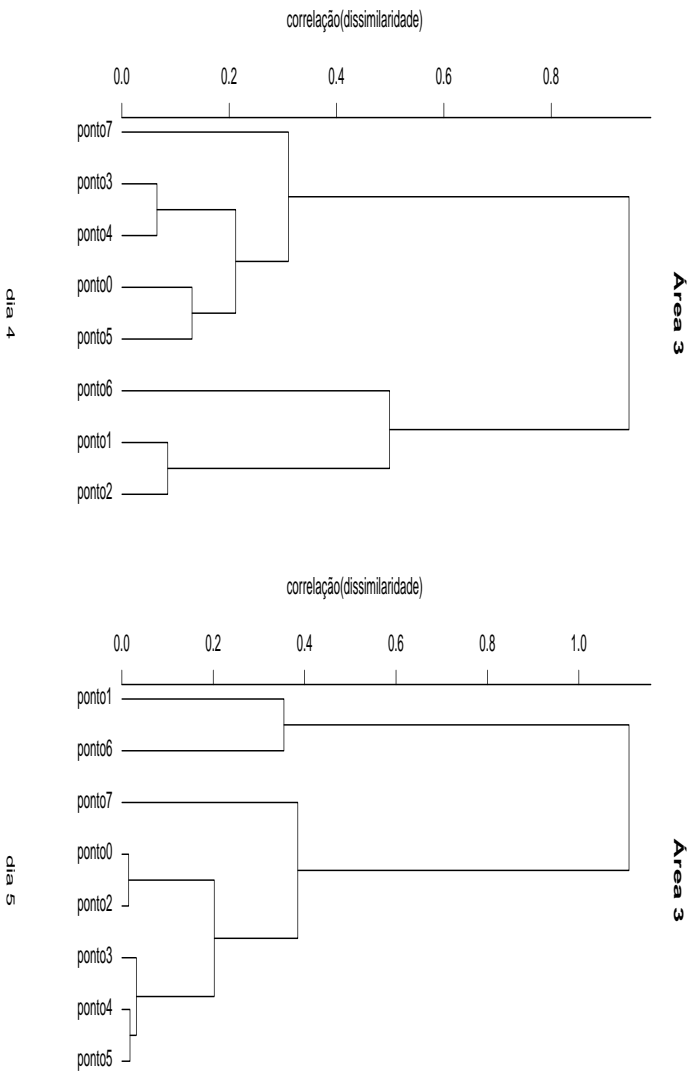 correlação(dissimilaridade)
0.0 0.2 0.4 0.6 0.8
ponto7
ponto3
ponto4
ponto0
ponto5
ponto6
ponto1
ponto2
Área 3
dia 4
correlação(dissimilaridade)
0.0 0.2 0.4 0.6 0.8 1.0
ponto1
ponto6
ponto7
ponto0
ponto2
ponto3
ponto4
ponto5
Área 3
dia 5